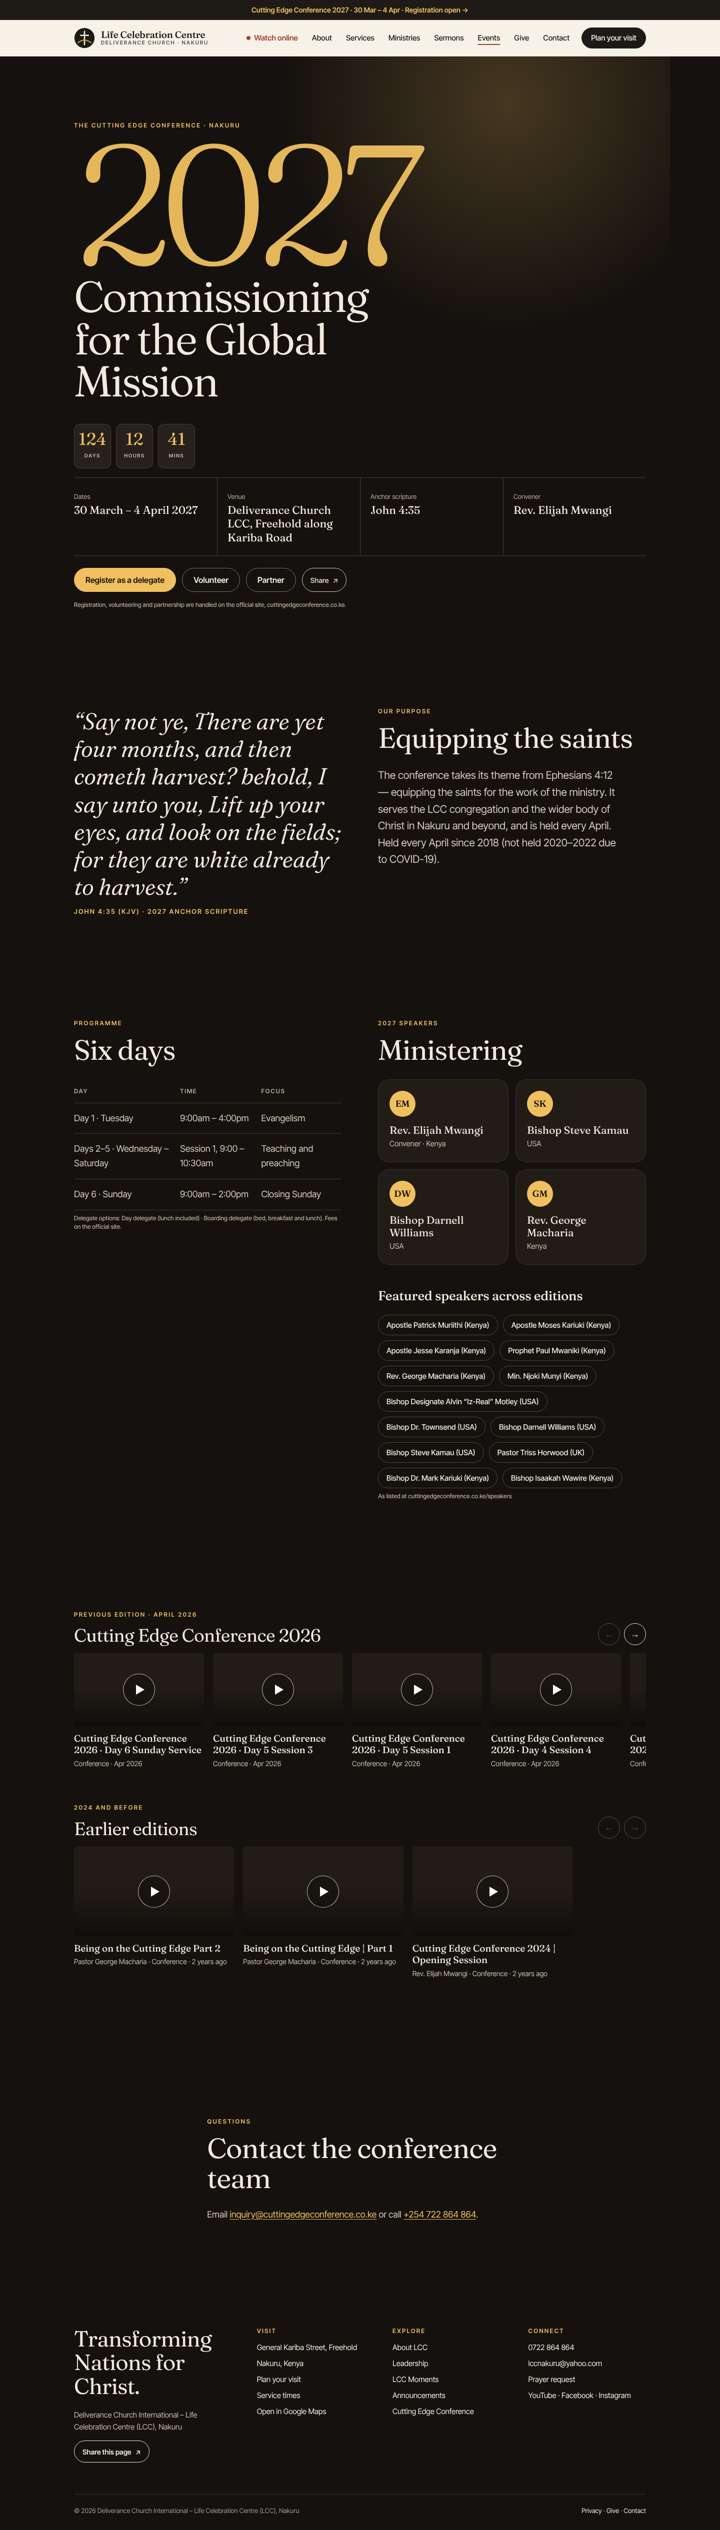 Cutting Edge Conference 2027 · 30 Mar – 4 Apr · Registration open →
Life Celebration Centre
DELIVERANCE CHURCH · NAKURU
Watch online
About
Services
Ministries
Sermons
Events
Give
Contact
Plan your visit
THE CUTTING EDGE CONFERENCE · NAKURU
2027
Commissioning
for the Global
Mission
124
DAYS
12
HOURS
41
MINS
Dates
30 March – 4 April 2027
Venue
Deliverance Church
LCC, Freehold along
Kariba Road
Anchor scripture
John 4:35
Convener
Rev. Elijah Mwangi
Register as a delegate
Volunteer
Partner
Share ↗
Registration, volunteering and partnership are handled on the official site, cuttingedgeconference.co.ke.
“Say not ye, There are yet
four months, and then
cometh harvest? behold, I
say unto you, Lift up your
eyes, and look on the fields;
for they are white already
to harvest.”
JOHN 4:35 (KJV) · 2027 ANCHOR SCRIPTURE
OUR PURPOSE
Equipping the saints
The conference takes its theme from Ephesians 4:12
— equipping the saints for the work of the ministry. It
serves the LCC congregation and the wider body of
Christ in Nakuru and beyond, and is held every April.
Held every April since 2018 (not held 2020–2022 due
to COVID-19).
PROGRAMME
Six days
DAY
TIME
FOCUS
Day 1 · Tuesday
9:00am – 4:00pm
Evangelism
Days 2–5 · Wednesday –
Saturday
Session 1, 9:00 –
10:30am
Teaching and
preaching
Day 6 · Sunday
9:00am – 2:00pm
Closing Sunday
Delegate options: Day delegate (lunch included) · Boarding delegate (bed, breakfast and lunch). Fees
on the official site.
2027 SPEAKERS
Ministering
EM
Rev. Elijah Mwangi
Convener · Kenya
SK
Bishop Steve Kamau
USA
DW
Bishop Darnell
Williams
USA
GM
Rev. George
Macharia
Kenya
Featured speakers across editions
Apostle Patrick Muriithi (Kenya)
Apostle Moses Kariuki (Kenya)
Apostle Jesse Karanja (Kenya)
Prophet Paul Mwaniki (Kenya)
Rev. George Macharia (Kenya)
Min. Njoki Munyi (Kenya)
Bishop Designate Alvin “Iz-Real” Motley (USA)
Bishop Dr. Townsend (USA)
Bishop Darnell Williams (USA)
Bishop Steve Kamau (USA)
Pastor Triss Horwood (UK)
Bishop Dr. Mark Kariuki (Kenya)
Bishop Isaakah Wawire (Kenya)
As listed at cuttingedgeconference.co.ke/speakers
PREVIOUS EDITION · APRIL 2026
Cutting Edge Conference 2026
← →
Cutting Edge Conference
2026 · Day 6 Sunday Service
Conference · Apr 2026
Cutting Edge Conference
2026 · Day 5 Session 3
Conference · Apr 2026
Cutting Edge Conference
2026 · Day 5 Session 1
Conference · Apr 2026
Cutting Edge Conference
2026 · Day 4 Session 4
Conference · Apr 2026
Cut
202
Confe
2024 AND BEFORE
Earlier editions
← →
Being on the Cutting Edge Part 2
Pastor George Macharia · Conference · 2 years ago
Being on the Cutting Edge | Part 1
Pastor George Macharia · Conference · 2 years ago
Cutting Edge Conference 2024 |
Opening Session
Rev. Elijah Mwangi · Conference · 2 years ago
QUESTIONS
Contact the conference
team
Email inquiry@cuttingedgeconference.co.ke or call +254 722 864 864.
Transforming
Nations for
Christ.
Deliverance Church International – Life
Celebration Centre (LCC), Nakuru
Share this page ↗
VISIT
General Kariba Street, Freehold
Nakuru, Kenya
Plan your visit
Service times
Open in Google Maps
EXPLORE
About LCC
Leadership
LCC Moments
Announcements
Cutting Edge Conference
CONNECT
0722 864 864
lccnakuru@yahoo.com
Prayer request
YouTube · Facebook · Instagram
© 2026 Deliverance Church International – Life Celebration Centre (LCC), Nakuru
Privacy · Give · Contact